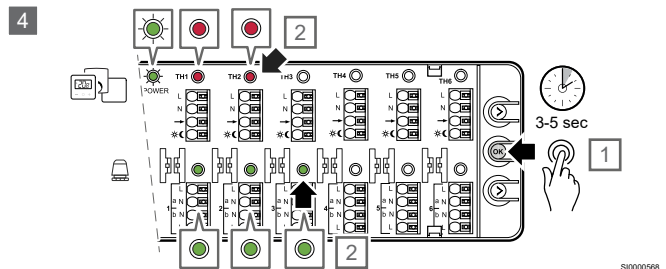 4
2
POWER
TH1 TH2 TH3 TH4 TH5 TH6
L L L L L L
N N N N N N
3-5 sec
OK
1
20
L L L L L L
1 a N 2 a N 3 a N 4 a N 5 a N 6 a N
b N b N b N b N b N b N
L L L L L L
2
SI0000568